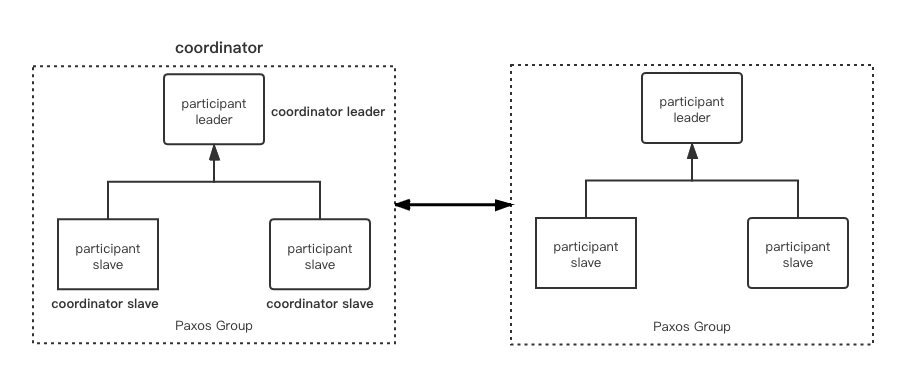 coordinator
participant
leader
coordinator leader
participant
slave
participant
slave
coordinator slave
coordinator slave
Paxos Group
participant
leader
participant
slave
participant
slave
Paxos Group